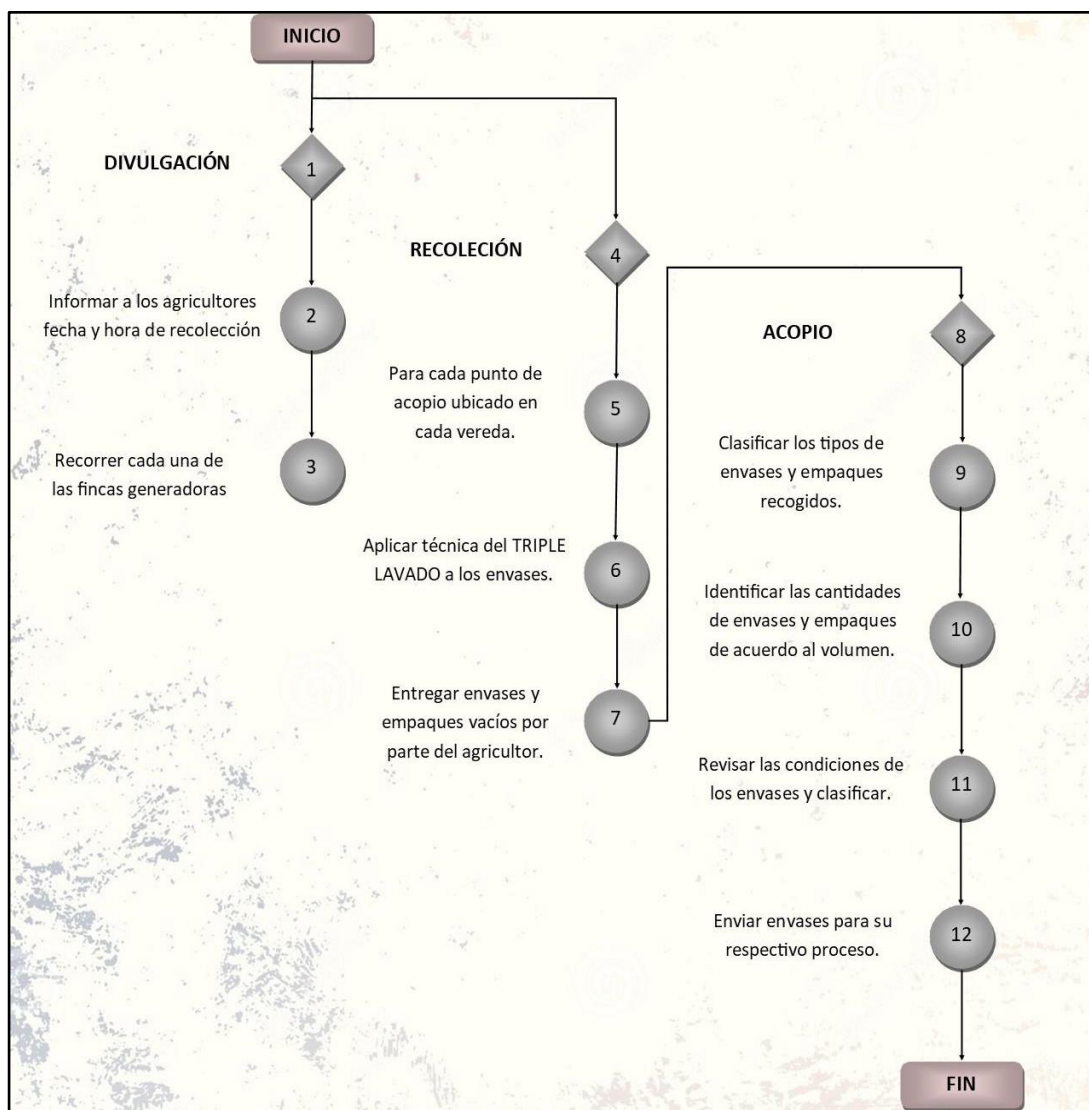 INICIO
DIVULGACIÓN
1
Informar a los agricultores
fecha y hora de recolección
2
Recorrer cada una de
las fincas generadoras
3
RECOLECIÓN
4
Para cada punto de
acopio ubicado en
cada vereda.
5
Aplicar técnica del TRIPLE
LAVADO a los envases.
6
Entregar envases y
empaques vacíos por
parte del agricultor.
7
ACOPIO
8
Clasificar los tipos de
envases y empaques
recogidos.
9
Identificar las cantidades
de envases y empaques
de acuerdo al volumen.
10
Revisar las condiciones de
los envases y clasificar.
11
Enviar envases para su
respectivo proceso.
12
FIN